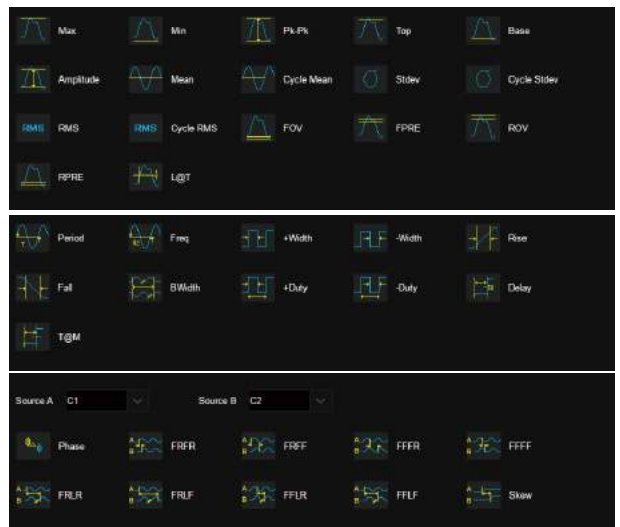 Max Min Pk-Pk Top Base
Amplitude Mean Cycle Mean Stdev Cycle Stdev
RMS RMS RMS Cycle RMS FOV FPRE ROV
RPRE L@T
Period Freq +Width -Width Rise
Fall BWidth +Duty -Duty Delay
T@M
Source A C1 Source B C2
Phase FRFR FRFF FFFR FFFF
FRLR FRLF FFLR FFLF Skew